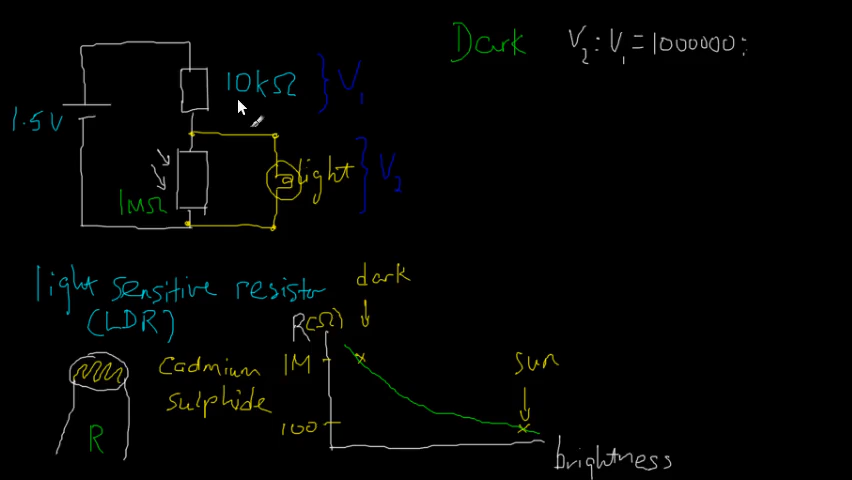 Dark V₂:V₁=1000000:
10kΩ } V₁
1.5V
light } V₂
1MΩ
light sensitive resistor
(LDR)
dark
R(Ω)
Cadmium
sulphide
1M
sun
100
R
brightness